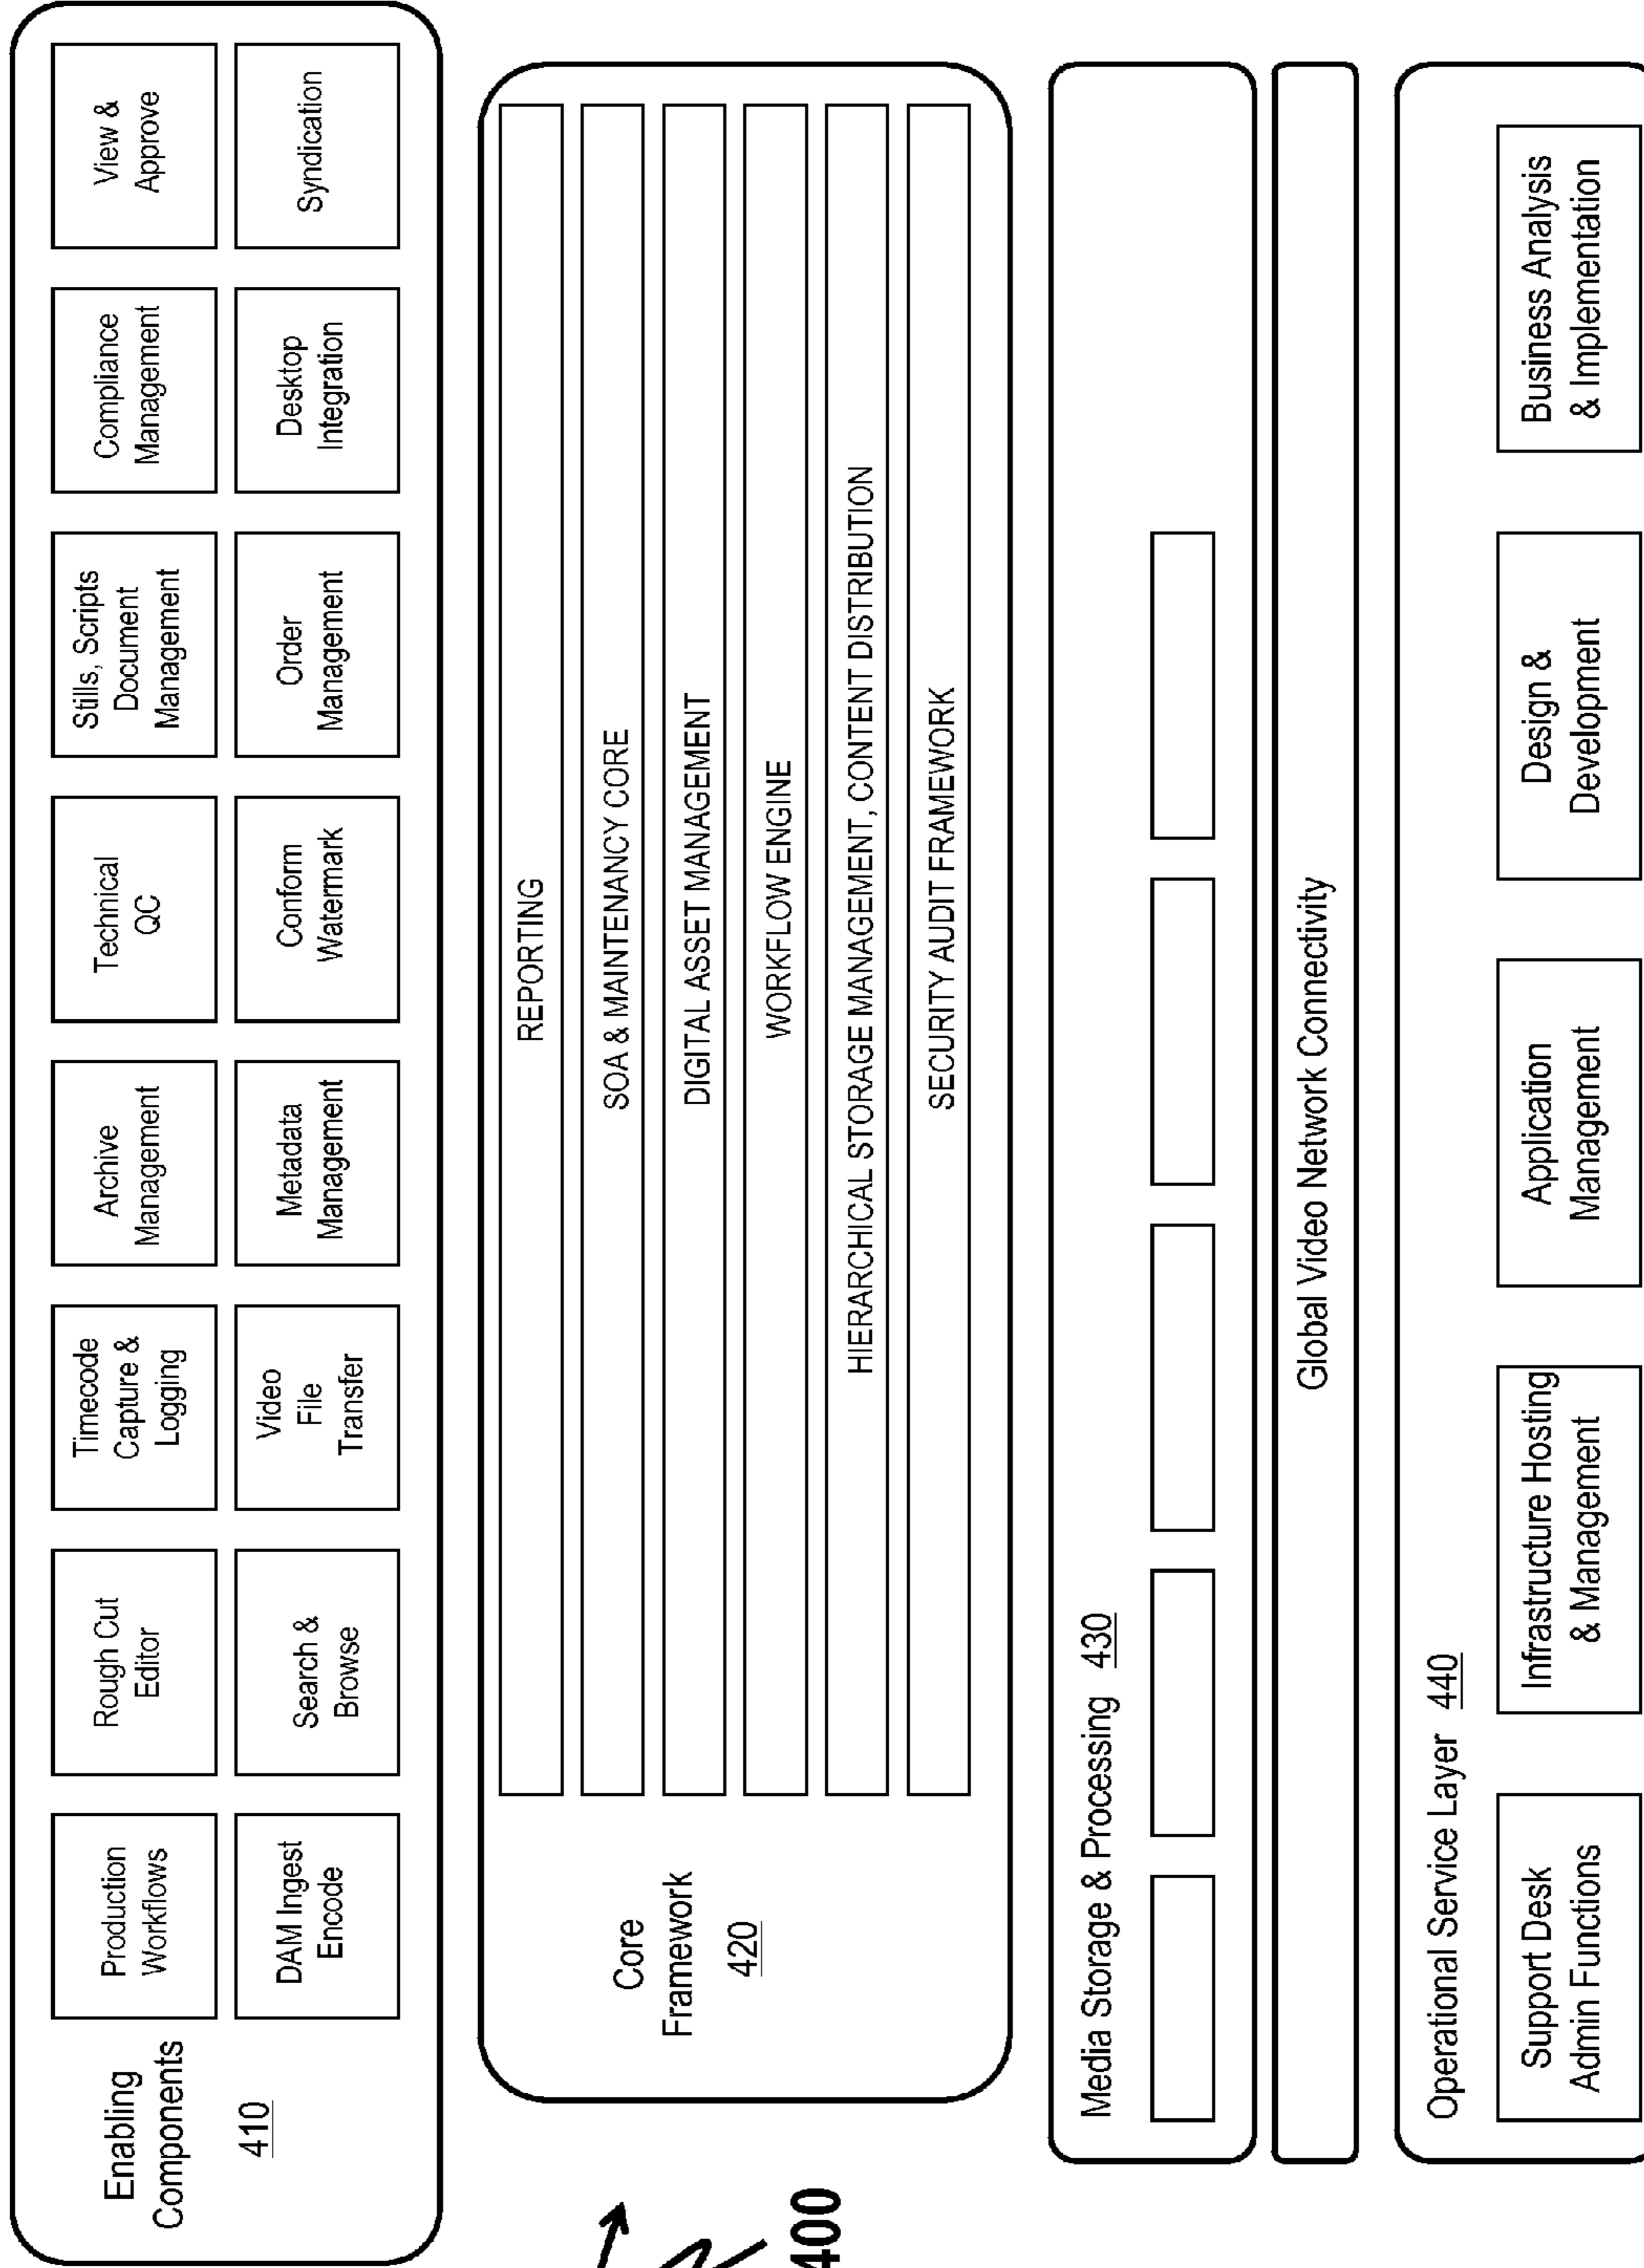 Enabling
Components
410
Production
Workflows
Rough Cut
Editor
Timecode
Capture &
Logging
Archive
Management
Technical
QC
Stills, Scripts
Document
Management
Compliance
Management
View &
Approve
DAM Ingest
Encode
Search &
Browse
Video
File
Transfer
Metadata
Management
Conform
Watermark
Order
Management
Desktop
Integration
Syndication
Core
Framework
420
REPORTING
SOA & MAINTENANCY CORE
DIGITAL ASSET MANAGEMENT
WORKFLOW ENGINE
HIERARCHICAL STORAGE MANAGEMENT, CONTENT DISTRIBUTION
SECURITY AUDIT FRAMEWORK
400
Media Storage & Processing 430
Global Video Network Connectivity
Operational Service Layer 440
Support Desk
Admin Functions
Infrastructure Hosting
& Management
Application
Management
Design &
Development
Business Analysis
& Implementation